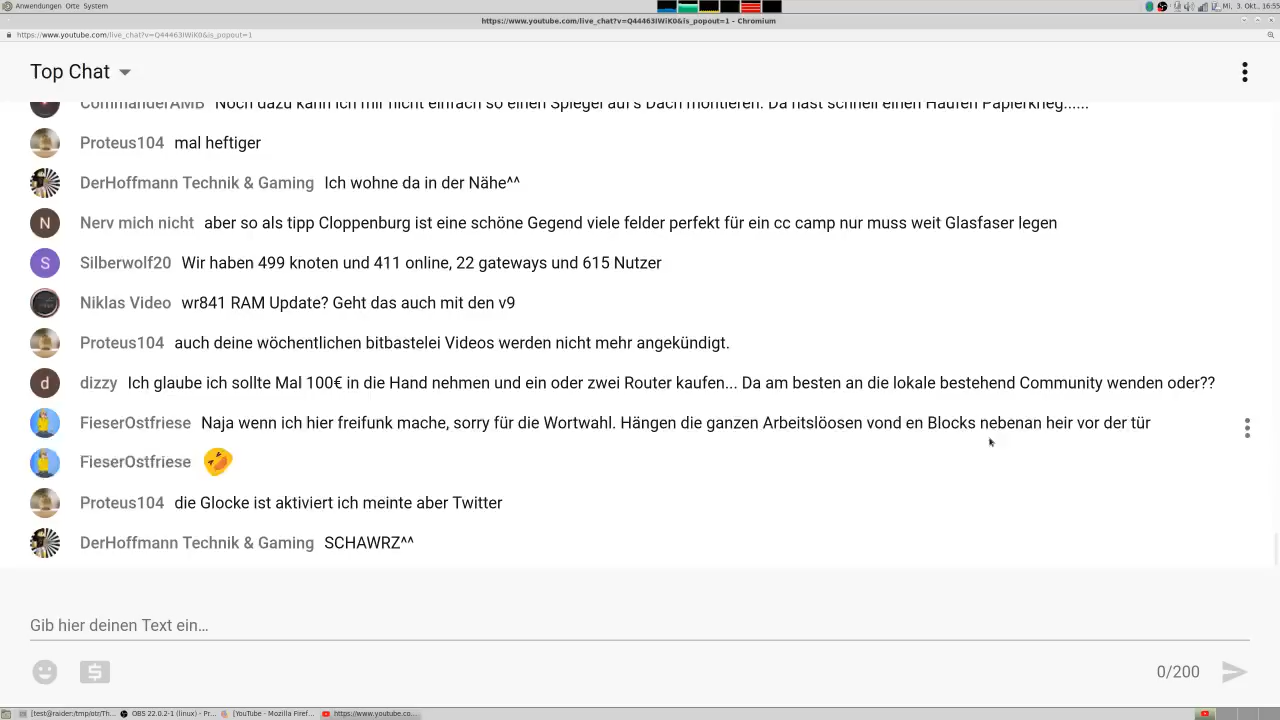 Anwendungen Orte System
Mi, 3. Okt., 16:55
https://www.youtube.com/live_chat?v=Q44463IWiK0&is_popout=1 - Chromium
https://www.youtube.com/live_chat?v=Q44463IWiK0&is_popout=1
Top Chat
CommanderAMB Noch dazu kann ich mir nicht einfach so einen Spiegel auf's Dach montieren. Da hast schnell einen Haufen Papierkrieg......
Proteus104 mal heftiger
DerHoffmann Technik & Gaming Ich wohne da in der Nähe^^
N Nerv mich nicht aber so als tipp Cloppenburg ist eine schöne Gegend viele felder perfekt für ein cc camp nur muss weit Glasfaser legen
S Silberwolf20 Wir haben 499 knoten und 411 online, 22 gateways und 615 Nutzer
Niklas Video wr841 RAM Update? Geht das auch mit den v9
Proteus104 auch deine wöchentlichen bitbastelei Videos werden nicht mehr angekündigt.
d dizzy Ich glaube ich sollte Mal 100€ in die Hand nehmen und ein oder zwei Router kaufen... Da am besten an die lokale bestehend Community wenden oder??
FieserOstfriese Naja wenn ich hier freifunk mache, sorry für die Wortwahl. Hängen die ganzen Arbeitslöosen vond en Blocks nebenan heir vor der tür
FieserOstfriese
Proteus104 die Glocke ist aktiviert ich meinte aber Twitter
DerHoffmann Technik & Gaming SCHAWRZ^^
Gib hier deinen Text ein…
0/200
[test@raider:/tmp/otr/Th... OBS 22.0.2-1 (linux) - Pr... [YouTube - Mozilla Firef... https://www.youtube.co...